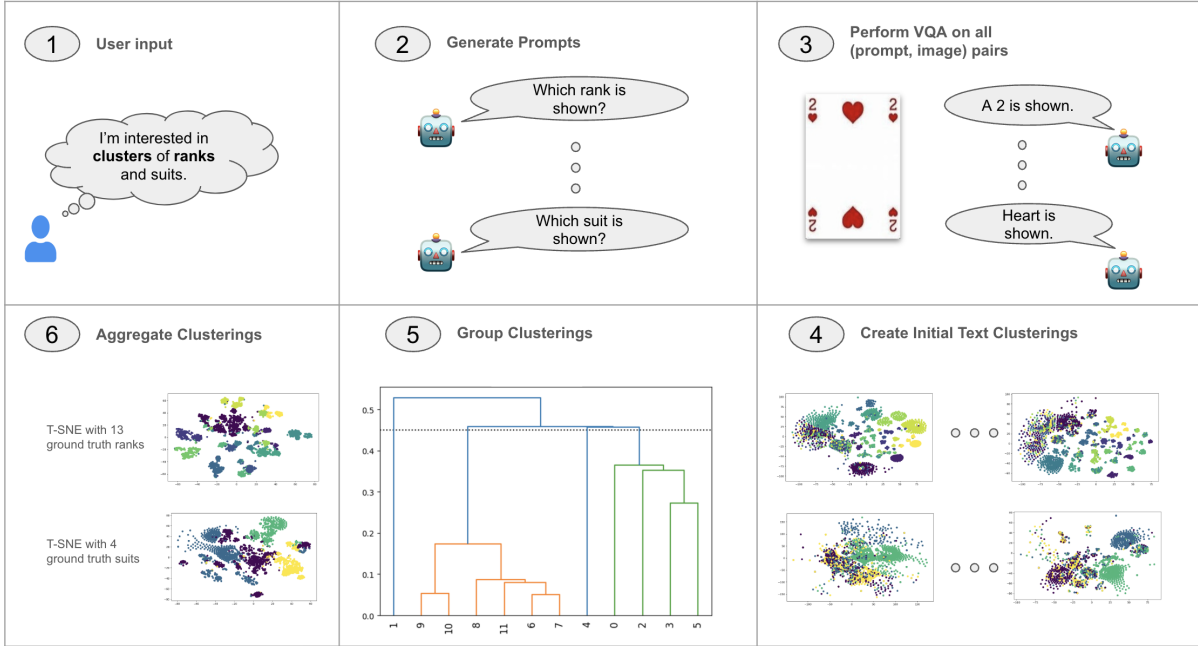 1
User input
I'm interested in
clusters of ranks
and suits.
2
Generate Prompts
Which rank is
shown?
Which suit is
shown?
3
Perform VQA on all
(prompt, image) pairs
2
2
2
2
A 2 is shown.
Heart is
shown.
6
Aggregate Clusterings
T-SNE with 13
ground truth ranks
T-SNE with 4
ground truth suits
5
Group Clusterings
0.5
0.4
0.3
0.2
0.1
0.0
1 9 10 8 11 6 7 4 0 2 3 5
4
Create Initial Text Clusterings